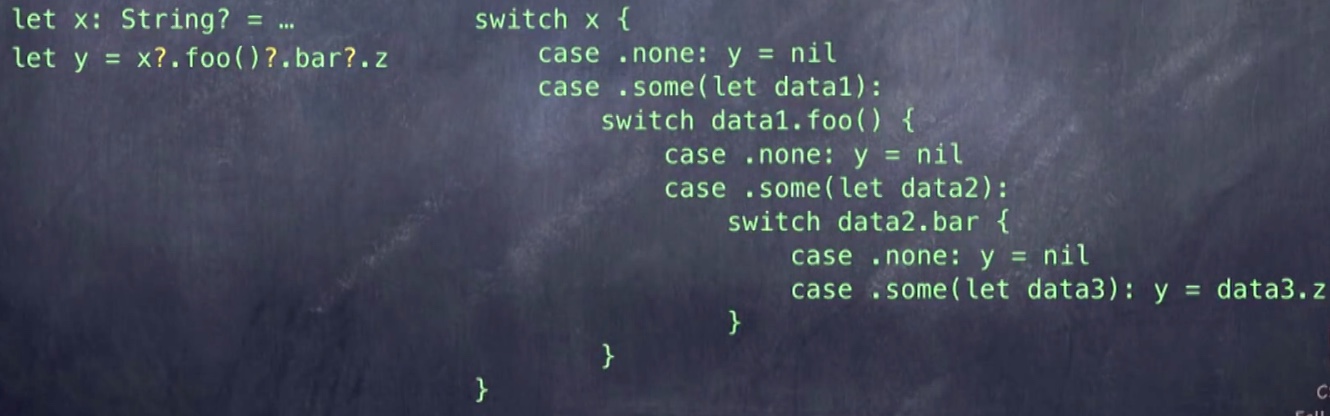 let x: String? = …
let y = x?.foo()?.bar?.z
switch x {
case .none: y = nil
case .some(let data1):
switch data1.foo() {
case .none: y = nil
case .some(let data2):
switch data2.bar {
case .none: y = nil
case .some(let data3): y = data3.z
}
}
}